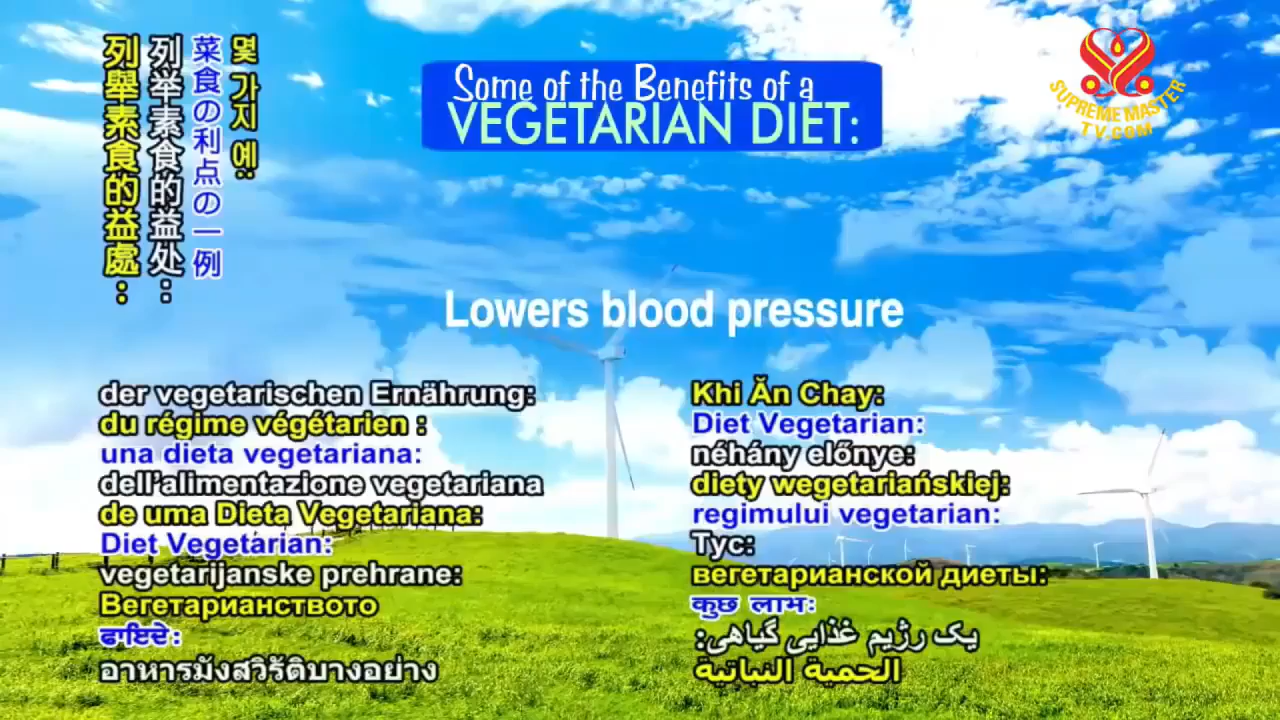 Some of the Benefits of a
VEGETARIAN DIET:
SUPREME MASTER
TV.COM
몇 가지 예:
菜食の利点の一例
列举素食的益处：
列舉素食的益處：
Lowers blood pressure
der vegetarischen Ernährung:
du régime végétarien :
una dieta vegetariana:
dell'alimentazione vegetariana
de uma Dieta Vegetariana:
Diet Vegetarian:
vegetarijanske prehrane:
Вегетарианството
ਫਾਇਦੇ:
อาหารมังสวิรัติบางอย่าง
Khi Ăn Chay:
Diet Vegetarian:
néhány előnye:
diety wegetariańskiej:
regimului vegetarian:
Тус:
вегетарианской диеты:
कुछ लाभ:
یک رژیم غذایی گیاهی:
الحمية النباتية